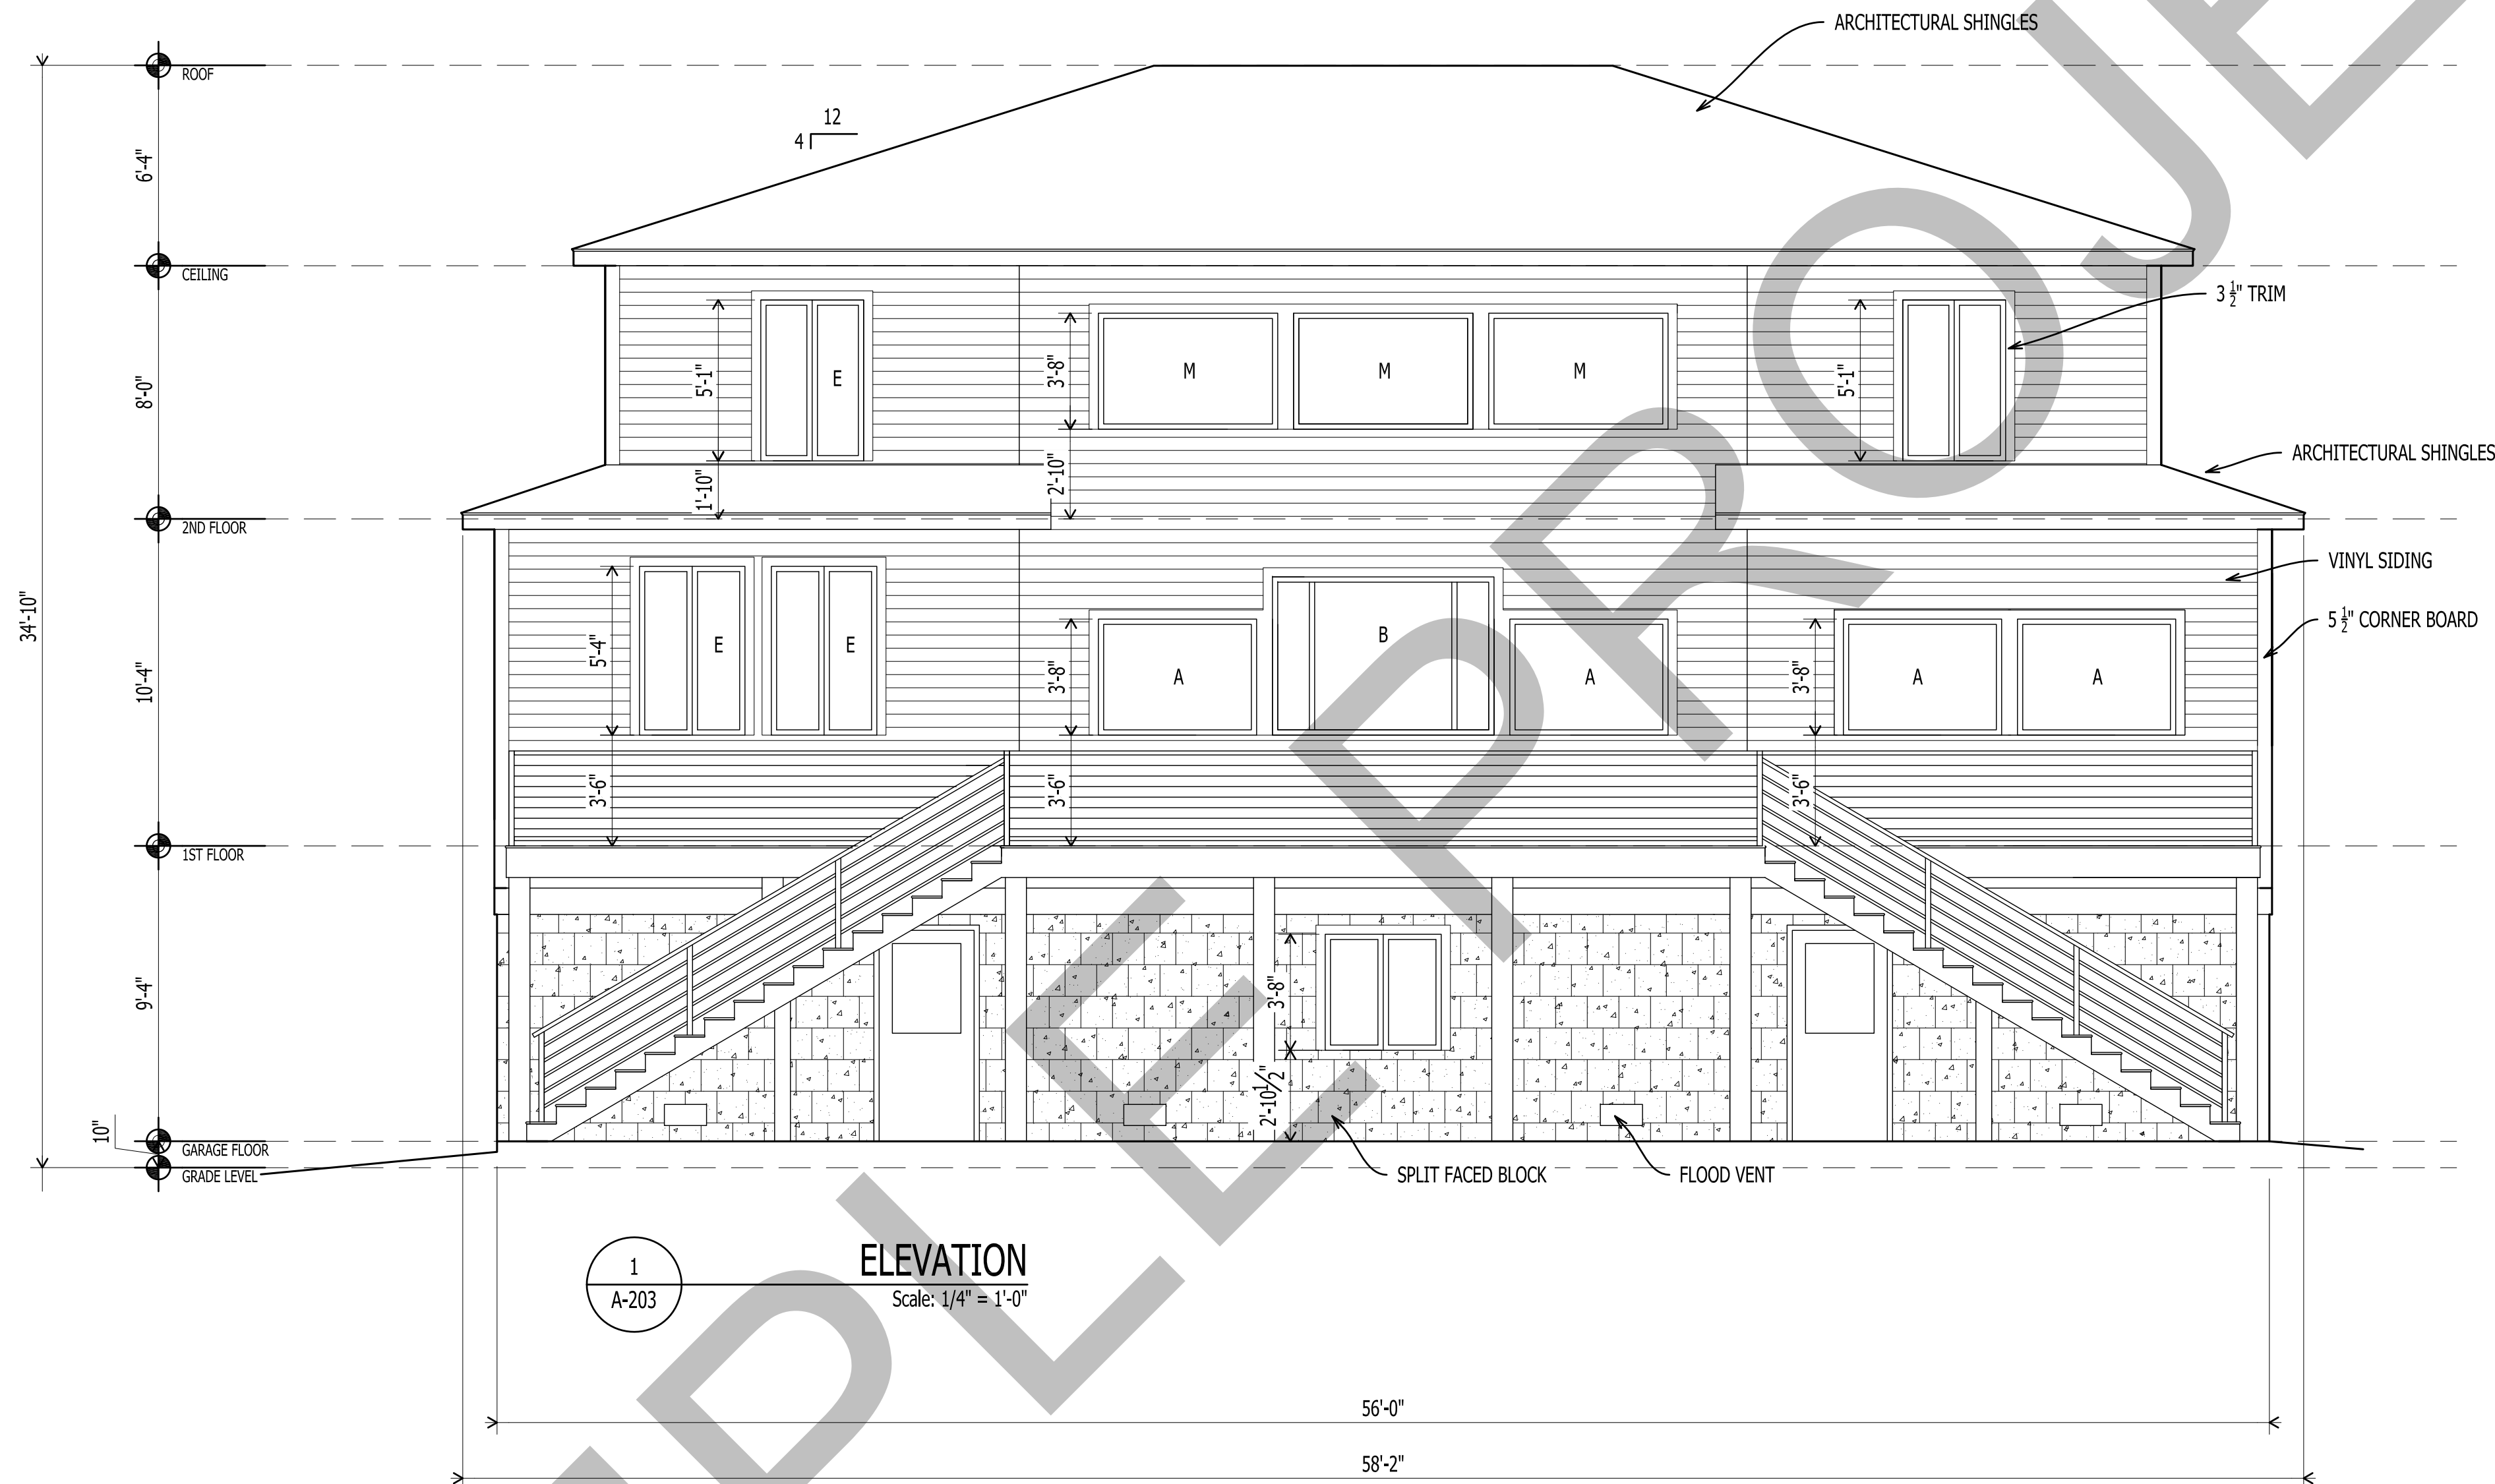 ARCHITECTURAL SHINGLES
ROOF
12
4
6'-4"
CEILING
3 1/2" TRIM
8'-0"
5'-1"
E
3'-8"
M
M
M
5'-1"
ARCHITECTURAL SHINGLES
1'-10"
2'-10"
2ND FLOOR
VINYL SIDING
34'-10"
5 1/2" CORNER BOARD
10'-4"
5'-4"
E
E
3'-8"
A
B
A
3'-8"
A
A
3'-6"
3'-6"
3'-6"
1ST FLOOR
9'-4"
3'-8"
2'-10 1/2"
10"
GARAGE FLOOR
GRADE LEVEL
SPLIT FACED BLOCK
FLOOD VENT
1
A-203
ELEVATION
Scale: 1/4" = 1'-0"
56'-0"
58'-2"
PLE PROJE